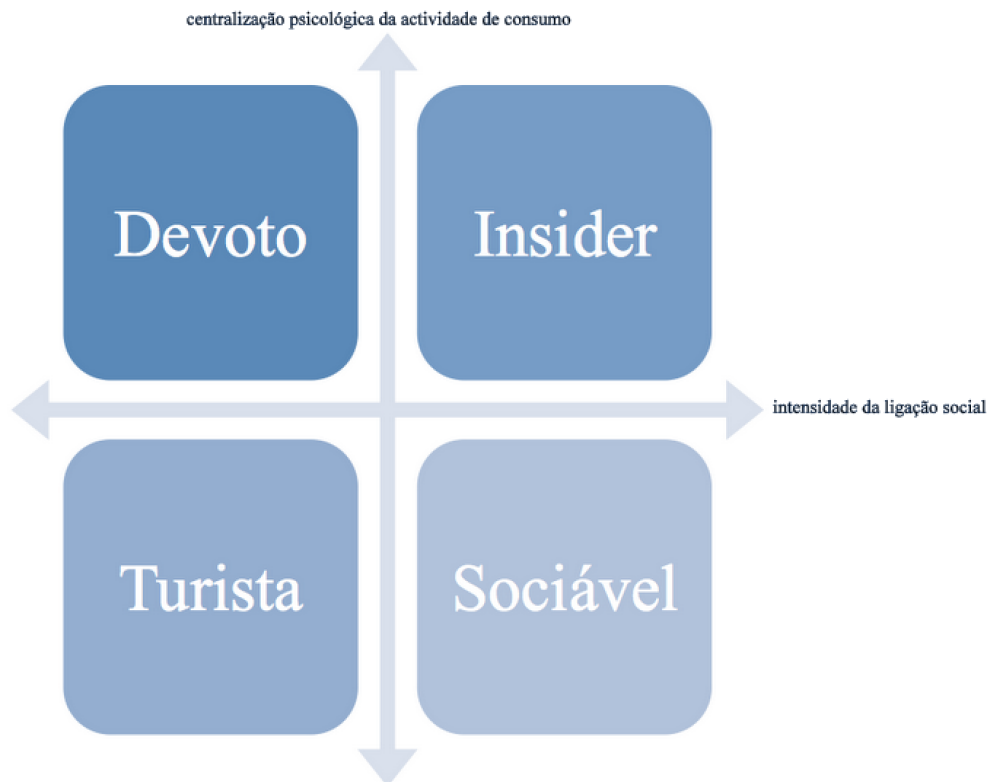 centralização psicológica da actividade de consumo
Devoto
Insider
intensidade da ligação social
Turista
Sociável